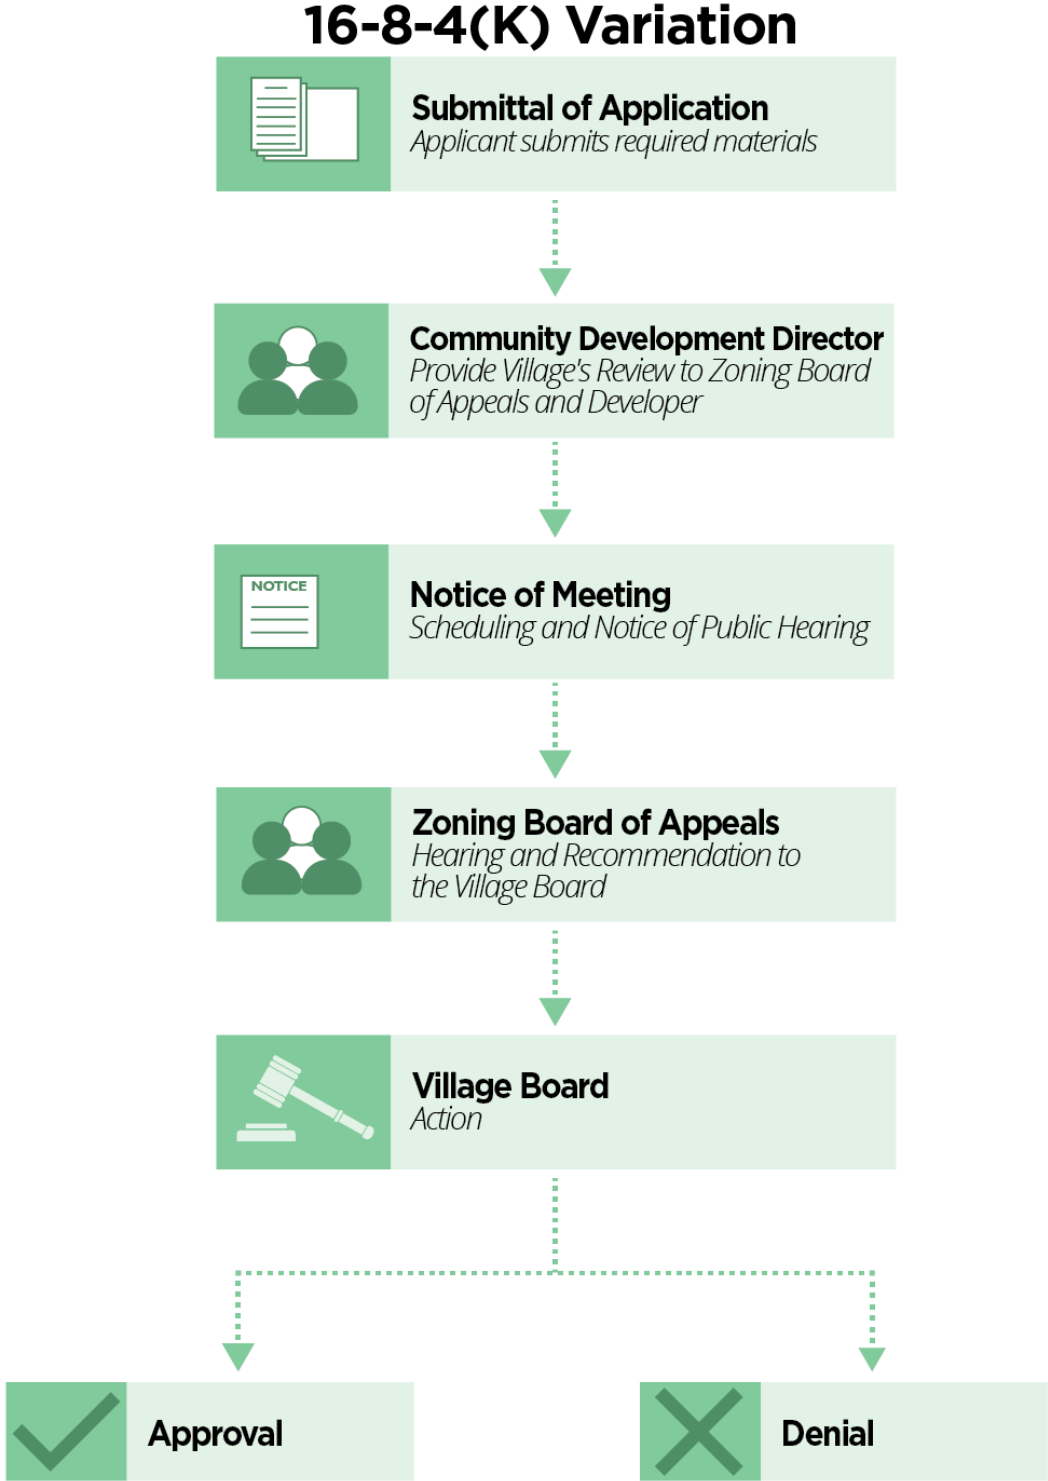 16-8-4(K) Variation
Submittal of Application
Applicant submits required materials
Community Development Director
Provide Village's Review to Zoning Board
of Appeals and Developer
NOTICE
Notice of Meeting
Scheduling and Notice of Public Hearing
Zoning Board of Appeals
Hearing and Recommendation to
the Village Board
Village Board
Action
Approval
Denial